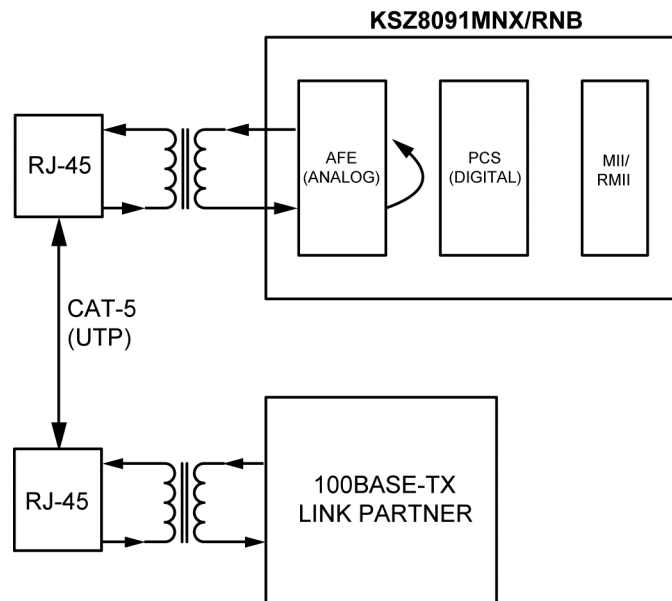 KSZ8091MNX/RNB
RJ-45
AFE
(ANALOG)
PCS
(DIGITAL)
MII/
RMII
CAT-5
(UTP)
RJ-45
100BASE-TX
LINK PARTNER